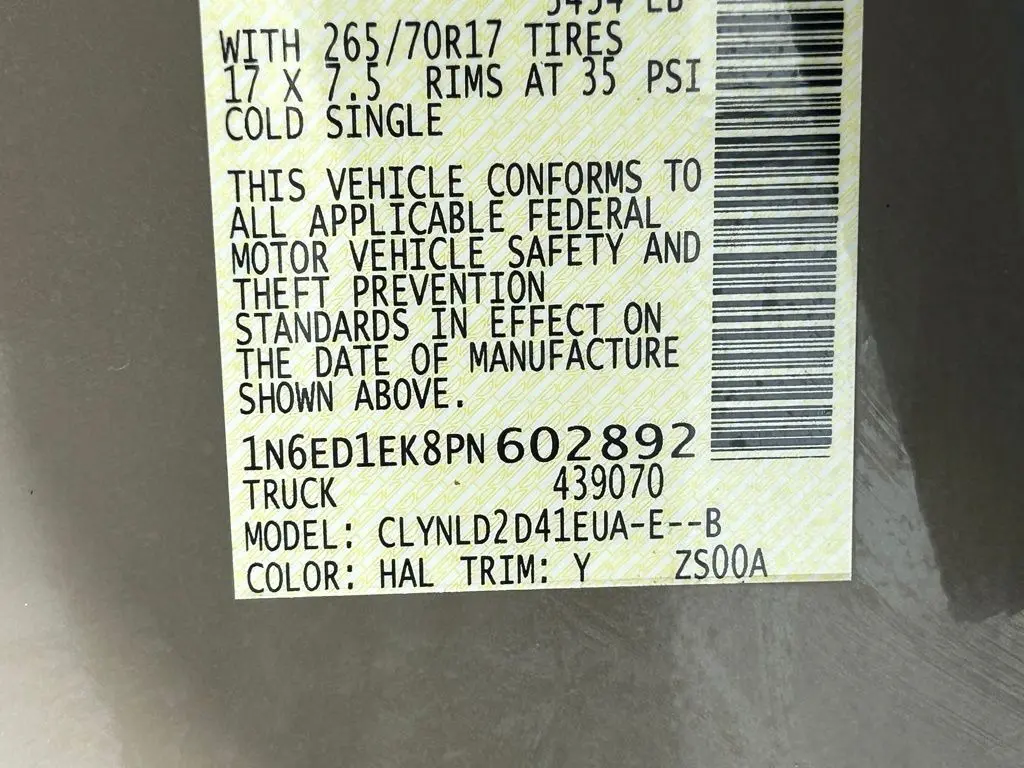 LB
WITH 265/70R17 TIRES
17 X 7.5 RIMS AT 35 PSI
COLD SINGLE
THIS VEHICLE CONFORMS TO
ALL APPLICABLE FEDERAL
MOTOR VEHICLE SAFETY AND
THEFT PREVENTION
STANDARDS IN EFFECT ON
THE DATE OF MANUFACTURE
SHOWN ABOVE.
1N6ED1EK8PN602892
TRUCK 439070
MODEL: CLYNLD2D41EUA-E--B
COLOR: HAL TRIM: Y ZS00A